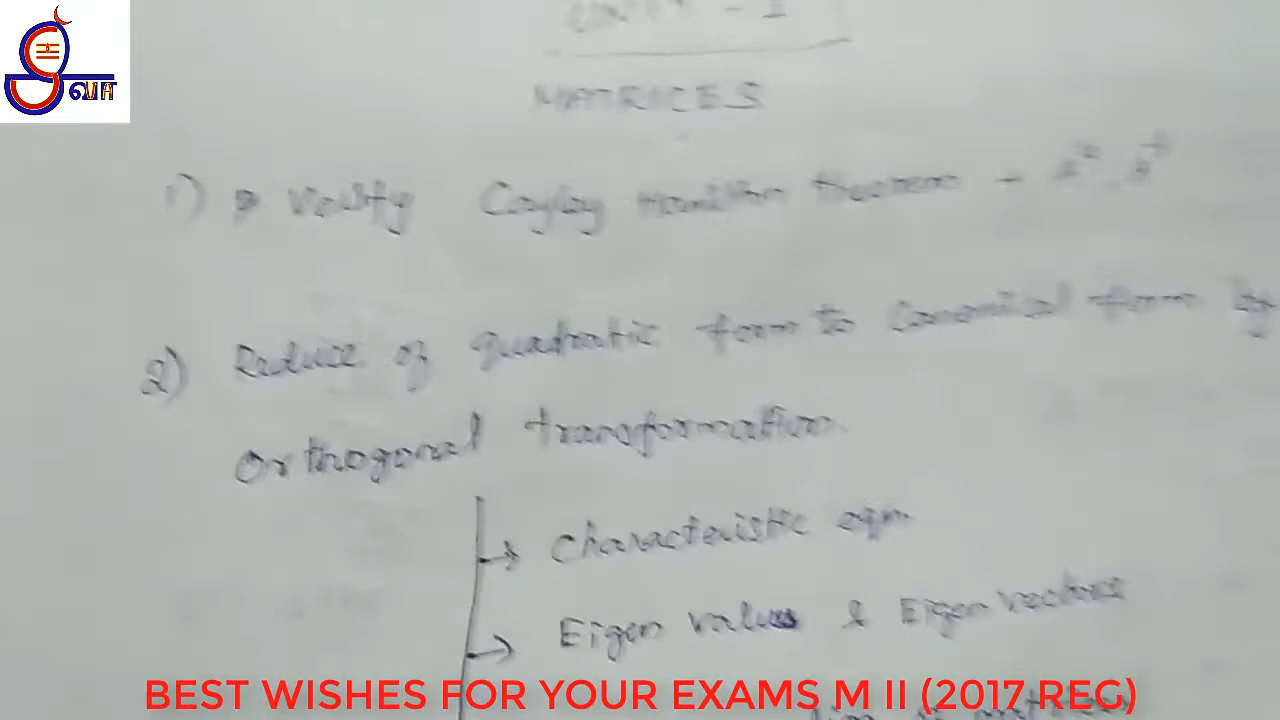 UNIT - I
MATRICES
வா
1) Verify Cayley Hamilton theorem -
2) Reduce of quadratic form to Canonical form by
Orthogonal transformation.
→ Characteristic eqn.
→ Eigen values & Eigen vectors
BEST WISHES FOR YOUR EXAMS M II (2017 REG)